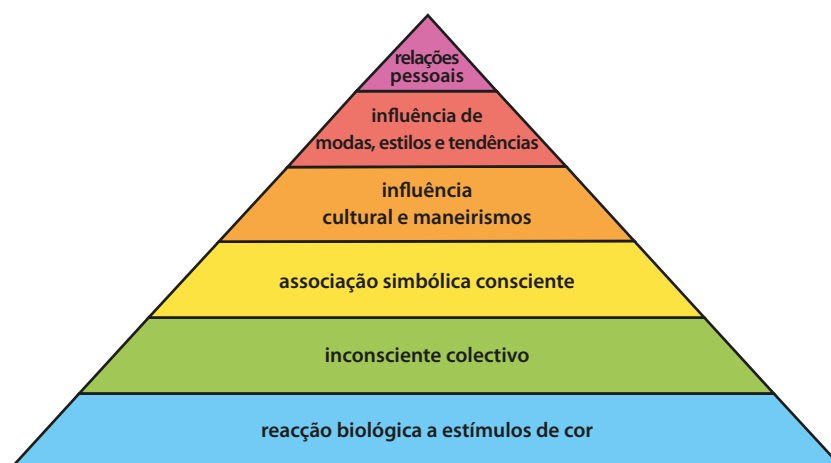 relações
pessoais
influência de
modas, estilos e tendências
influência
cultural e maneirismos
associação simbólica consciente
inconsciente colectivo
reacção biológica a estímulos de cor